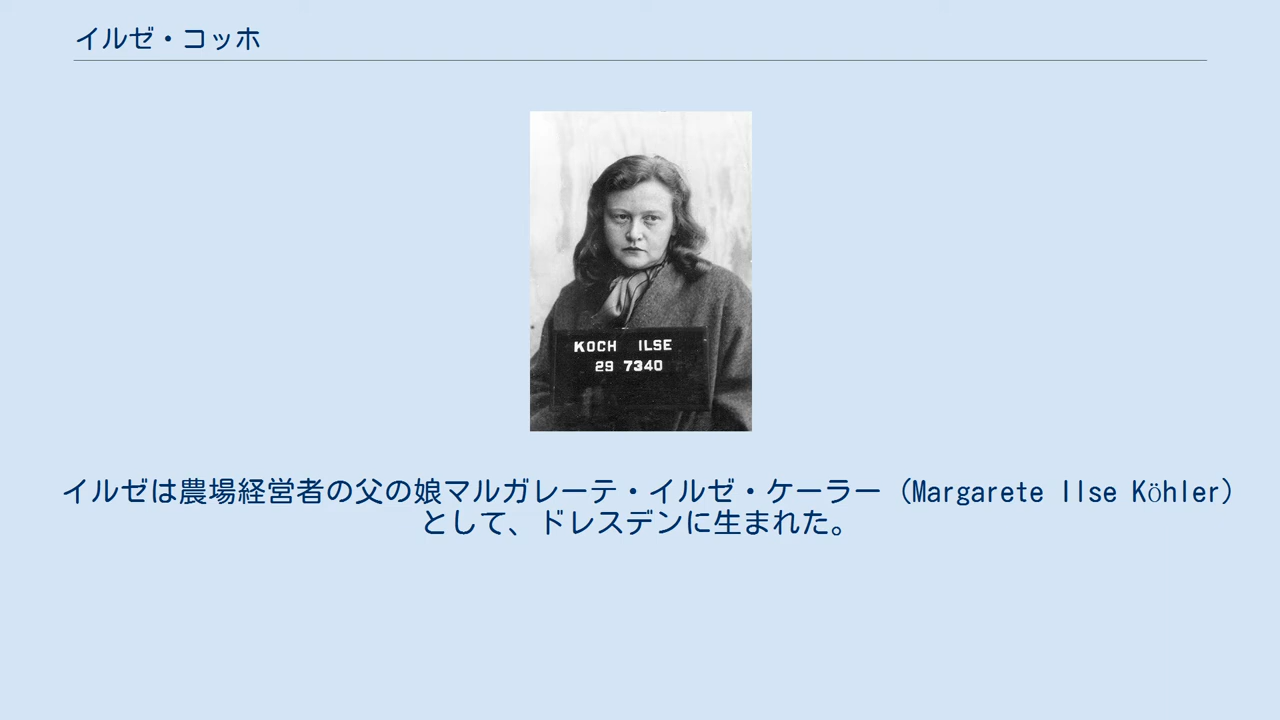 イルゼ・コッホ
KOCH ILSE
29 7340
イルゼは農場経営者の父の娘マルガレーテ・イルゼ・ケーラー（Margarete Ilse Köhler）
として、ドレスデンに生まれた。